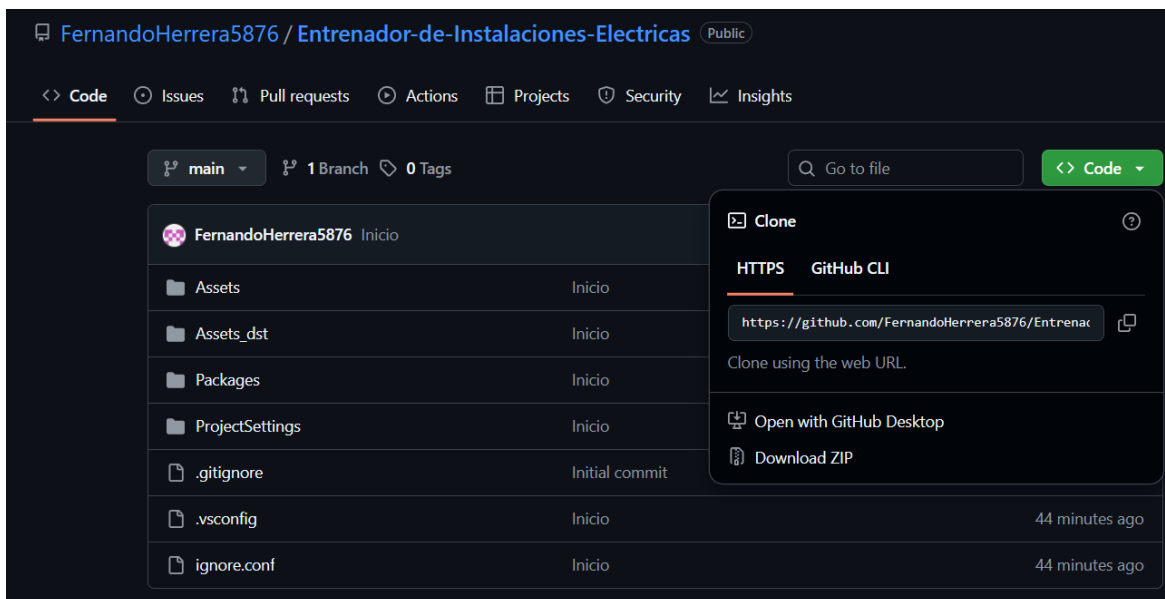 FernandoHerrera5876 / Entrenador-de-Instalaciones-Electricas Public
Code Issues Pull requests Actions Projects Security Insights
main 1 Branch 0 Tags Go to file Code
FernandoHerrera5876 Inicio
Assets Inicio
Assets_dst Inicio
Packages Inicio
ProjectSettings Inicio
.gitignore Initial commit
.vsconfig Inicio 44 minutes ago
ignore.conf Inicio 44 minutes ago
Clone
HTTPS GitHub CLI
https://github.com/FernandoHerrera5876/Entrenac
Clone using the web URL.
Open with GitHub Desktop
Download ZIP